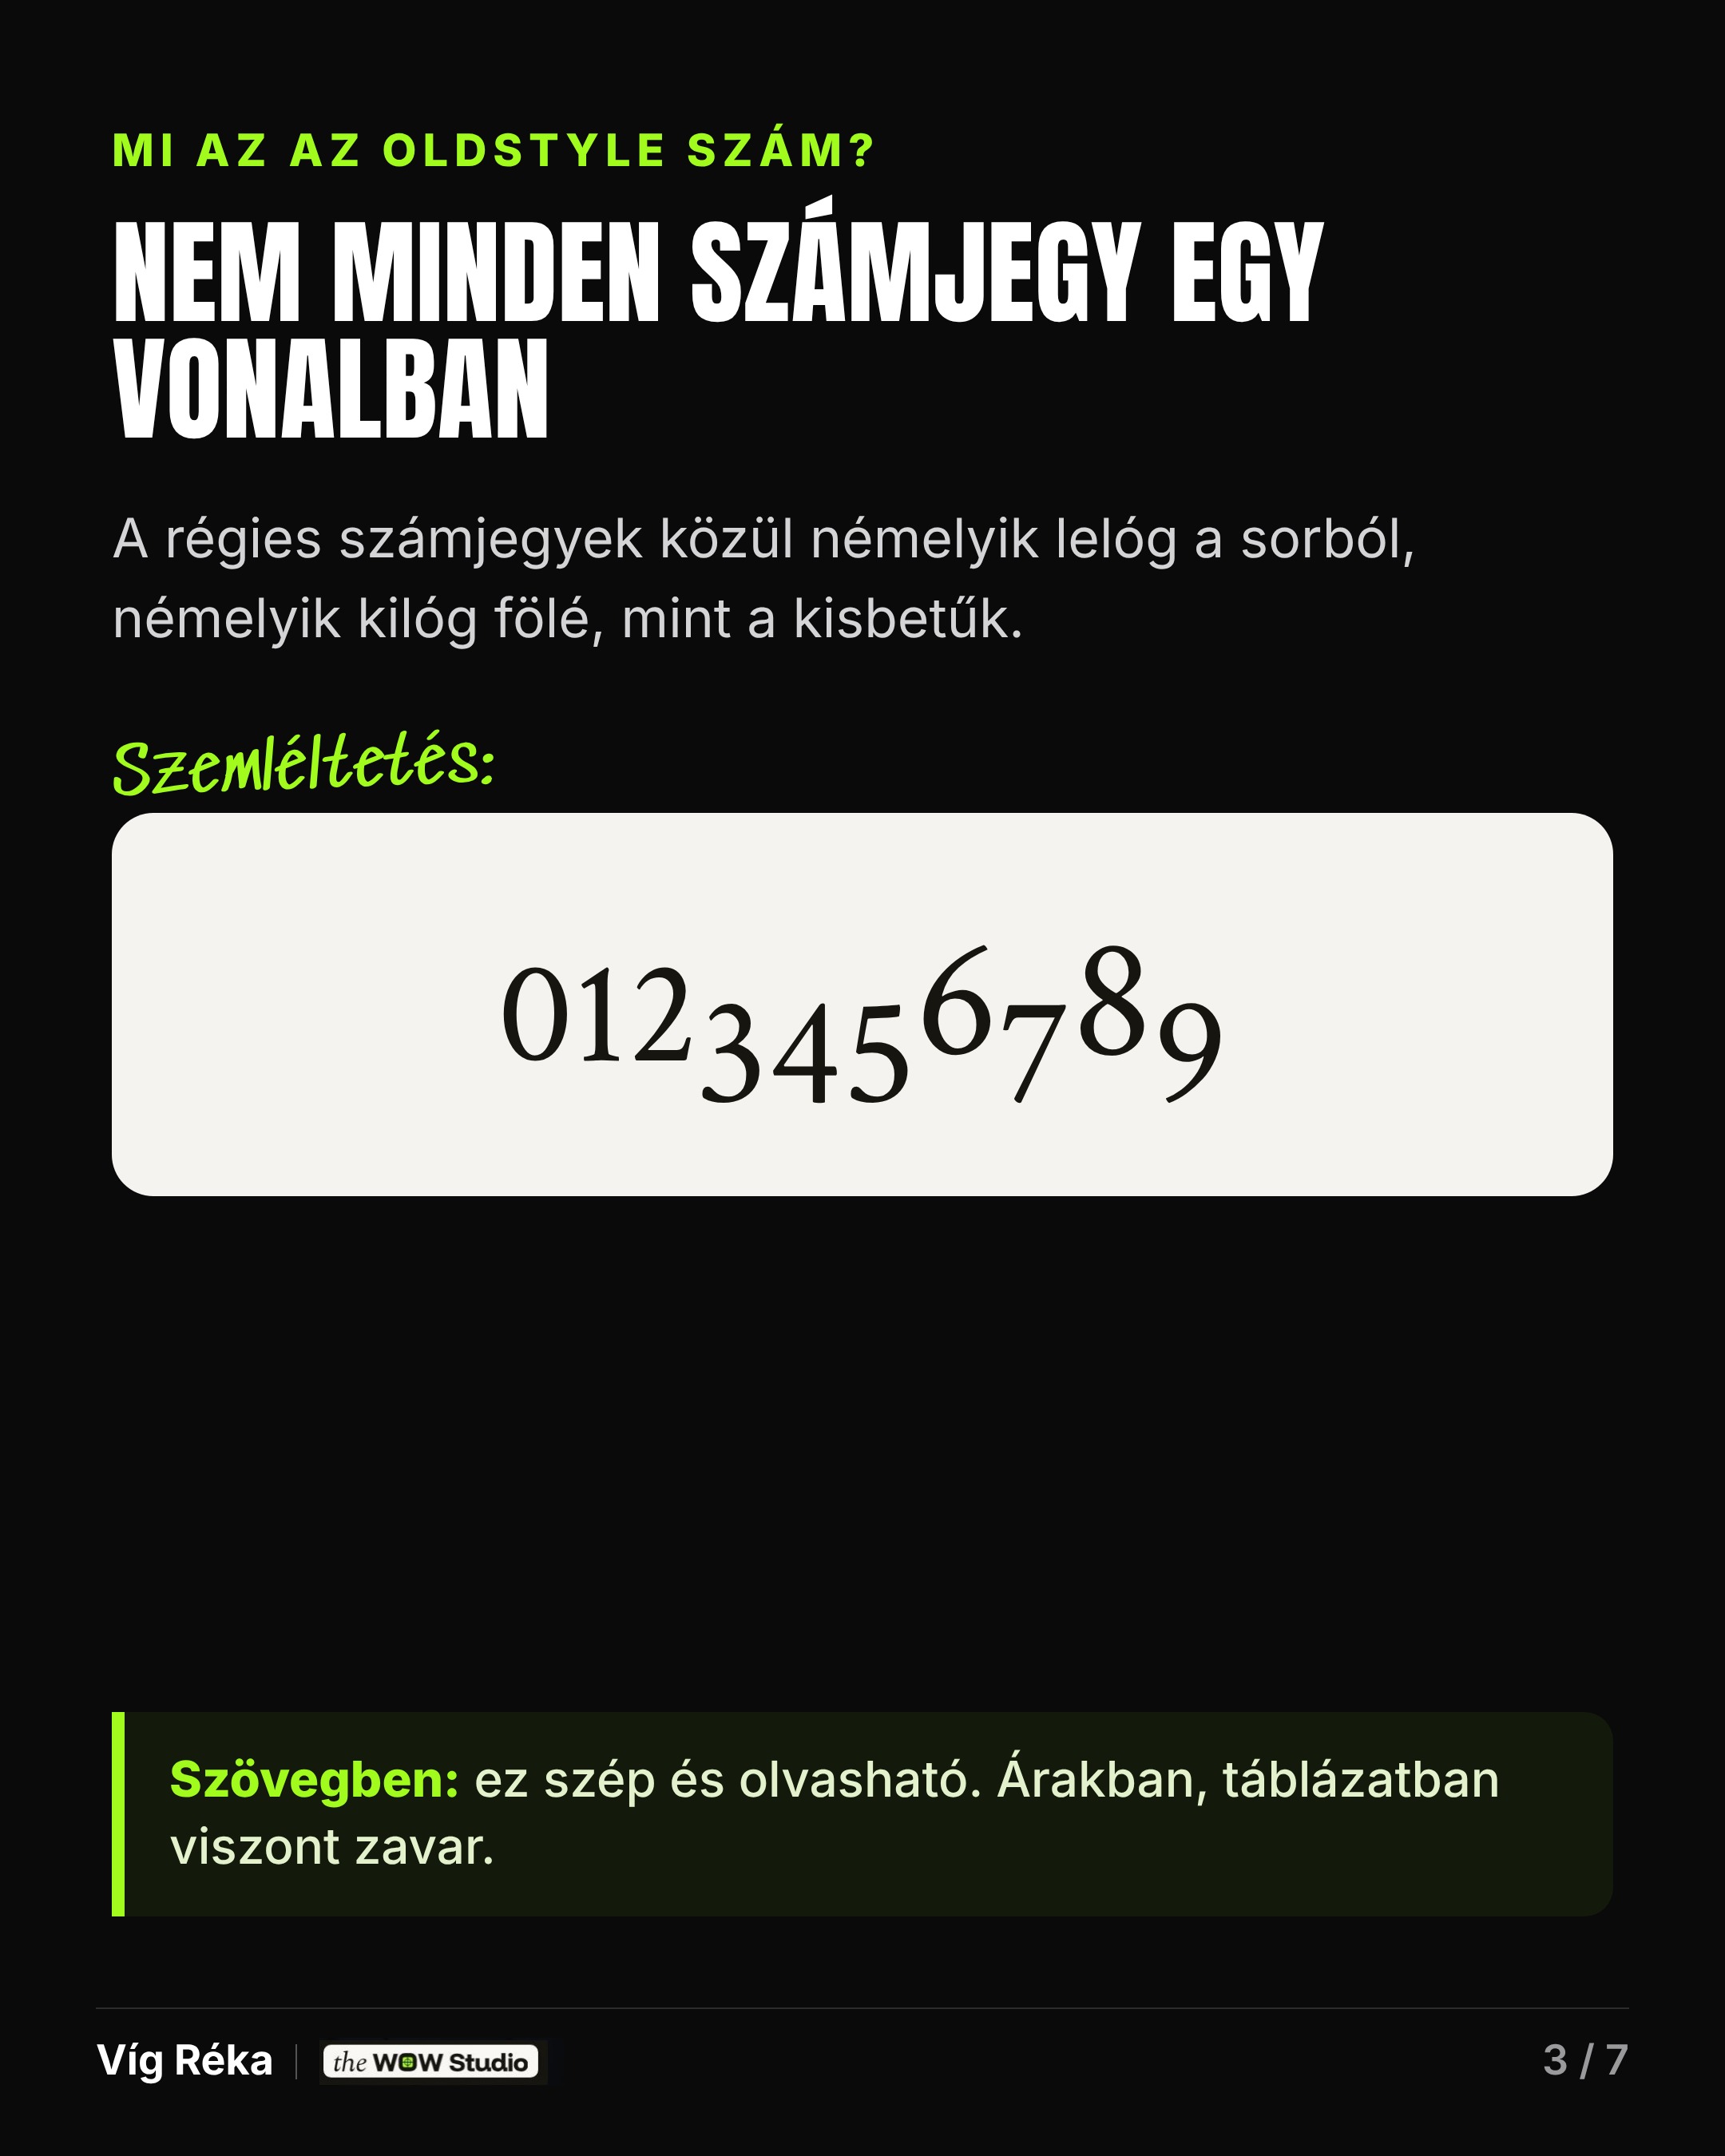 MI AZ AZ OLDSTYLE SZÁM?
NEM MINDEN SZÁMJEGY EGY
VONALBAN
A régies számjegyek közül némelyik lelóg a sorból,
némelyik kilóg fölé, mint a kisbetűk.
Szemléltetés:
0123456789
Szövegben: ez szép és olvasható. Árakban, táblázatban
viszont zavar.
Víg Réka | the WOW Studio
3 / 7